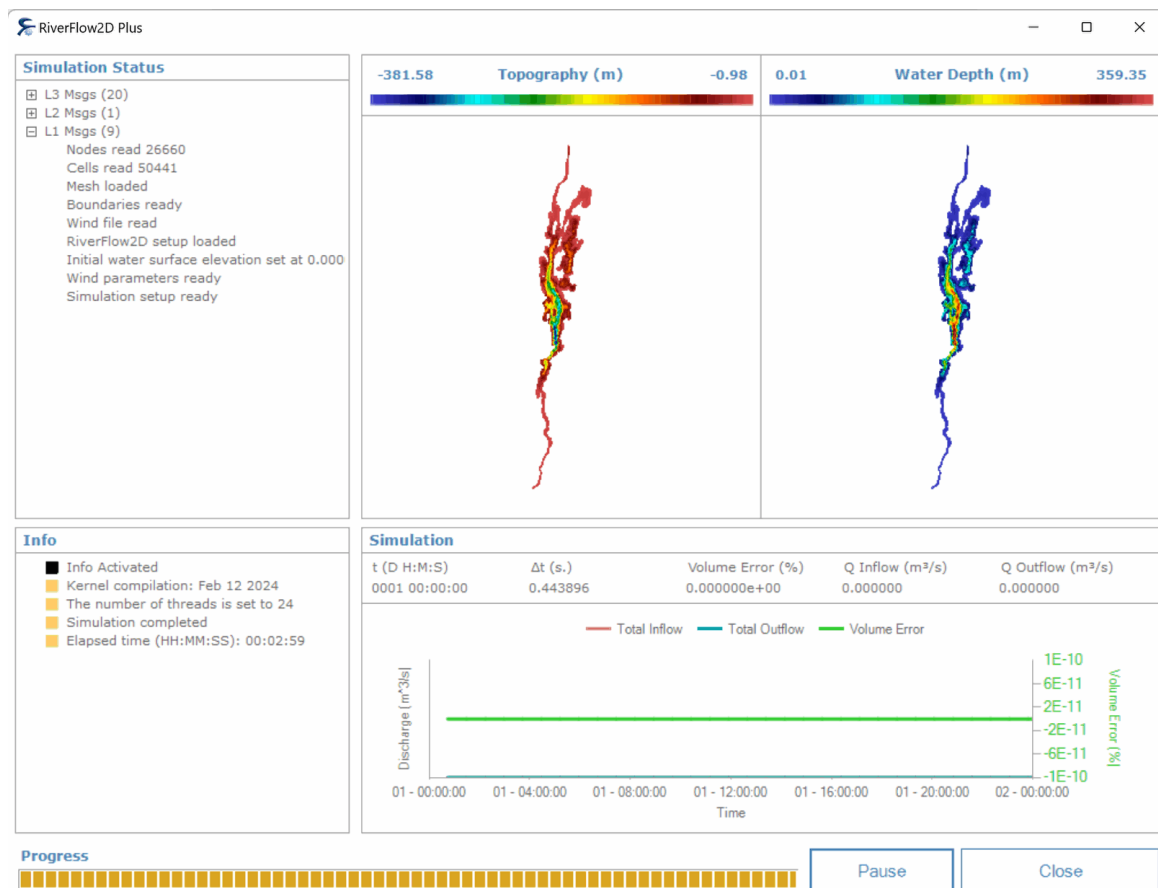 RiverFlow2D Plus
Simulation Status
L3 Msgs (20)
L2 Msgs (1)
L1 Msgs (9)
Nodes read 26660
Cells read 50441
Mesh loaded
Boundaries ready
Wind file read
RiverFlow2D setup loaded
Initial water surface elevation set at 0.000
Wind parameters ready
Simulation setup ready
-381.58 Topography (m) -0.98
0.01 Water Depth (m) 359.35
Info
Info Activated
Kernel compilation: Feb 12 2024
The number of threads is set to 24
Simulation completed
Elapsed time (HH:MM:SS): 00:02:59
Simulation
t (D H:M:S) Δt (s.) Volume Error (%) Q Inflow (m³/s) Q Outflow (m³/s)
0001 00:00:00 0.443896 0.000000e+00 0.000000 0.000000
Total Inflow Total Outflow Volume Error
Discharge [m^3/s]
1E-10
6E-11
2E-11
-2E-11
-6E-11
-1E-10
Volume Error [%]
01 - 00:00:00 01 - 04:00:00 01 - 08:00:00 01 - 12:00:00 01 - 16:00:00 01 - 20:00:00 02 - 00:00:00
Time
Progress
Pause
Close